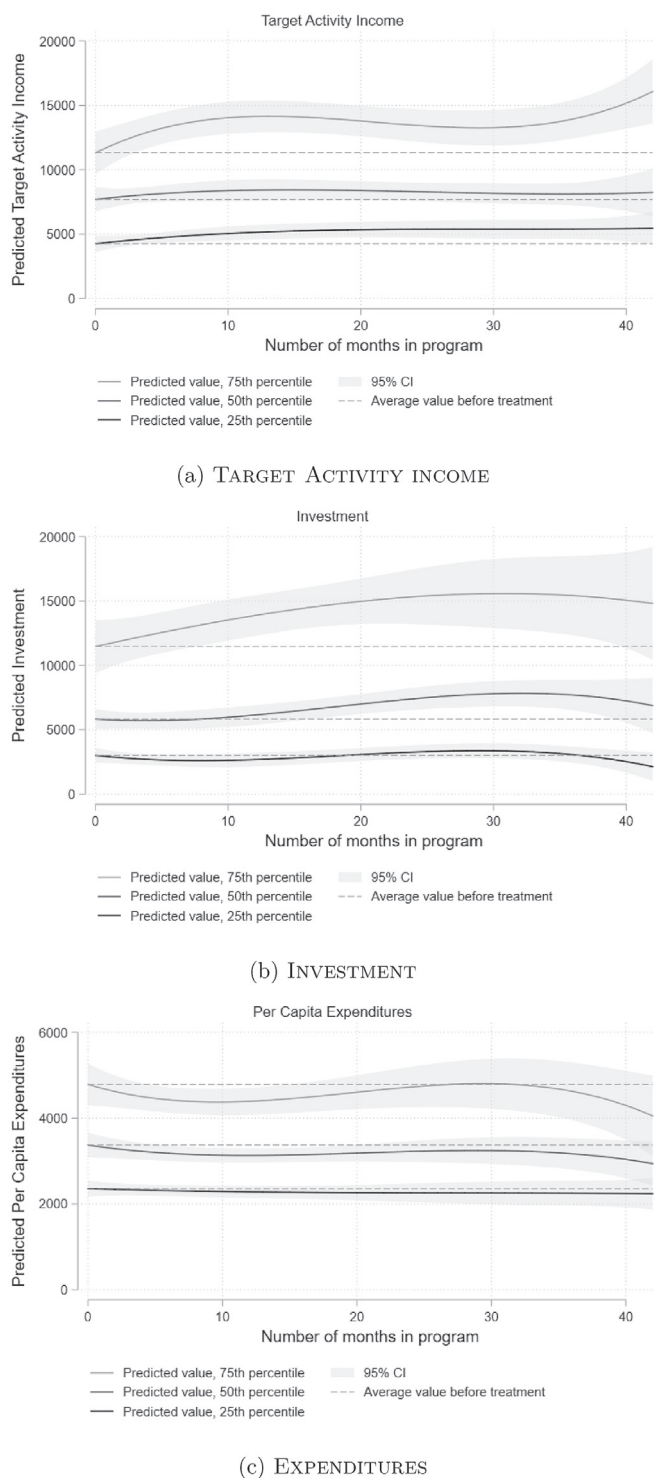 Target Activity Income
20000
15000
10000
5000
0
Predicted Target Activity Income
0 10 20 30 40
Number of months in program
Predicted value, 75th percentile 95% CI
Predicted value, 50th percentile Average value before treatment
Predicted value, 25th percentile
(a) TARGET ACTIVITY INCOME
Investment
20000
15000
10000
5000
0
Predicted Investment
0 10 20 30 40
Number of months in program
Predicted value, 75th percentile 95% CI
Predicted value, 50th percentile Average value before treatment
Predicted value, 25th percentile
(b) INVESTMENT
Per Capita Expenditures
6000
4000
2000
0
Predicted Per Capita Expenditures
0 10 20 30 40
Number of months in program
Predicted value, 75th percentile 95% CI
Predicted value, 50th percentile Average value before treatment
Predicted value, 25th percentile
(c) EXPENDITURES